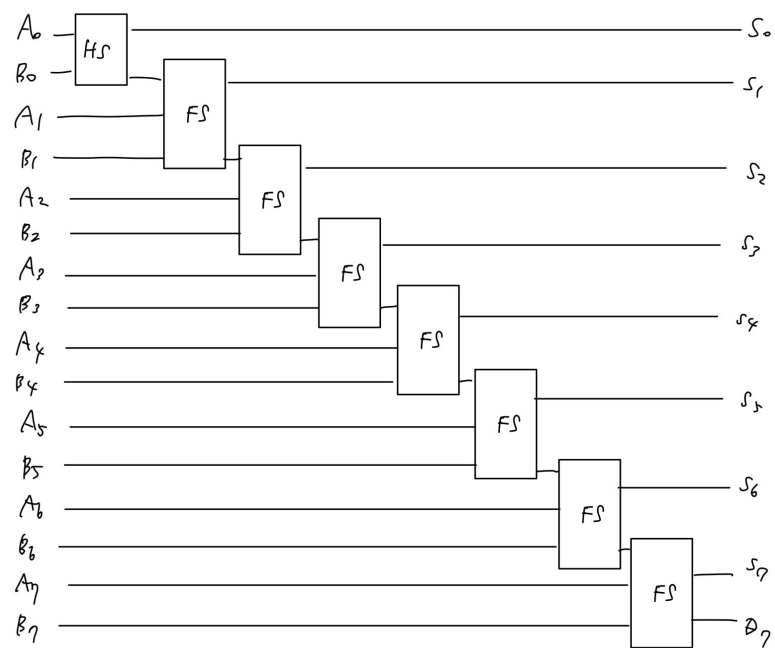 A₀ HS S₀
B₀
S₁
A₁ FS
B₁
S₂
A₂ FS
B₂
S₃
A₃ FS
B₃
S₄
A₄ FS
B₄
S₅
A₅ FS
B₅
S₆
A₆ FS
B₆
S₇
A₇ FS
B₇ D₇